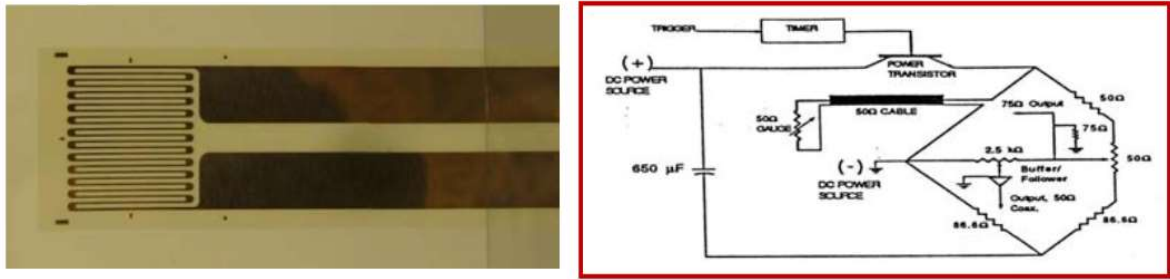 TRIGGER
TIMER
(+)
DC POWER
SOURCE
POWER
TRANSISTOR
50Ω
GAUGE
50Ω CABLE
75Ω Output
50Ω
75Ω
2.5 kΩ
50Ω
650 µF
(-)
DC POWER
SOURCE
Buffer/
Follower
Output, 50Ω
Coax.
86.6Ω
86.6Ω